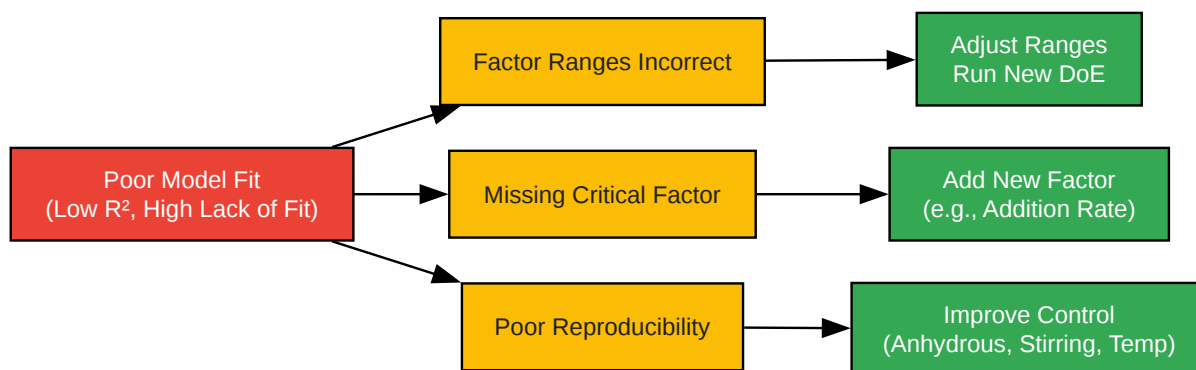 Poor Model Fit
(Low R², High Lack of Fit)
Factor Ranges Incorrect
Adjust Ranges
Run New DoE
Missing Critical Factor
Add New Factor
(e.g., Addition Rate)
Poor Reproducibility
Improve Control
(Anhydrous, Stirring, Temp)